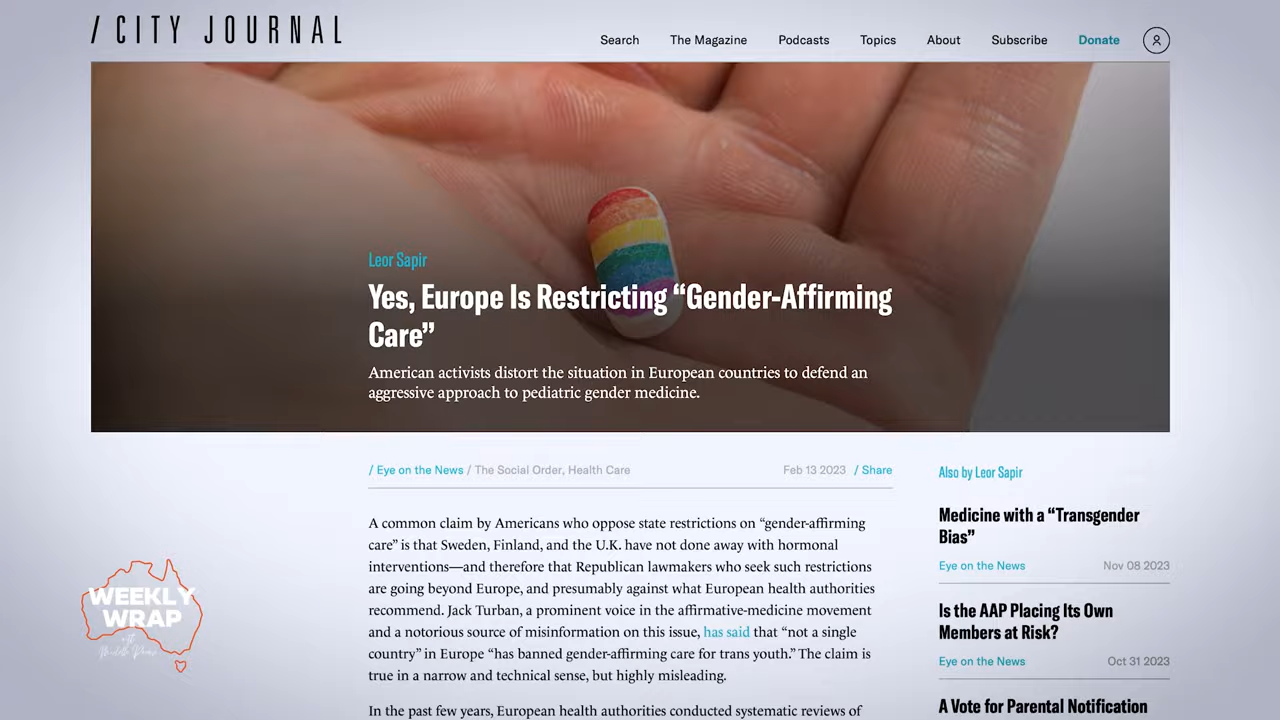 / CITY JOURNAL
Search The Magazine Podcasts Topics About Subscribe Donate
Leor Sapir
Yes, Europe Is Restricting “Gender-Affirming
Care”
American activists distort the situation in European countries to defend an
aggressive approach to pediatric gender medicine.
/ Eye on the News / The Social Order, Health Care
Feb 13 2023 / Share
A common claim by Americans who oppose state restrictions on “gender-affirming
care” is that Sweden, Finland, and the U.K. have not done away with hormonal
interventions—and therefore that Republican lawmakers who seek such restrictions
are going beyond Europe, and presumably against what European health authorities
recommend. Jack Turban, a prominent voice in the affirmative-medicine movement
and a notorious source of misinformation on this issue, has said that “not a single
country” in Europe “has banned gender-affirming care for trans youth.” The claim is
true in a narrow and technical sense, but highly misleading.
In the past few years, European health authorities conducted systematic reviews of
Also by Leor Sapir
Medicine with a “Transgender
Bias”
Eye on the News Nov 08 2023
Is the AAP Placing Its Own
Members at Risk?
Eye on the News Oct 31 2023
A Vote for Parental Notification
WEEKLY
WRAP